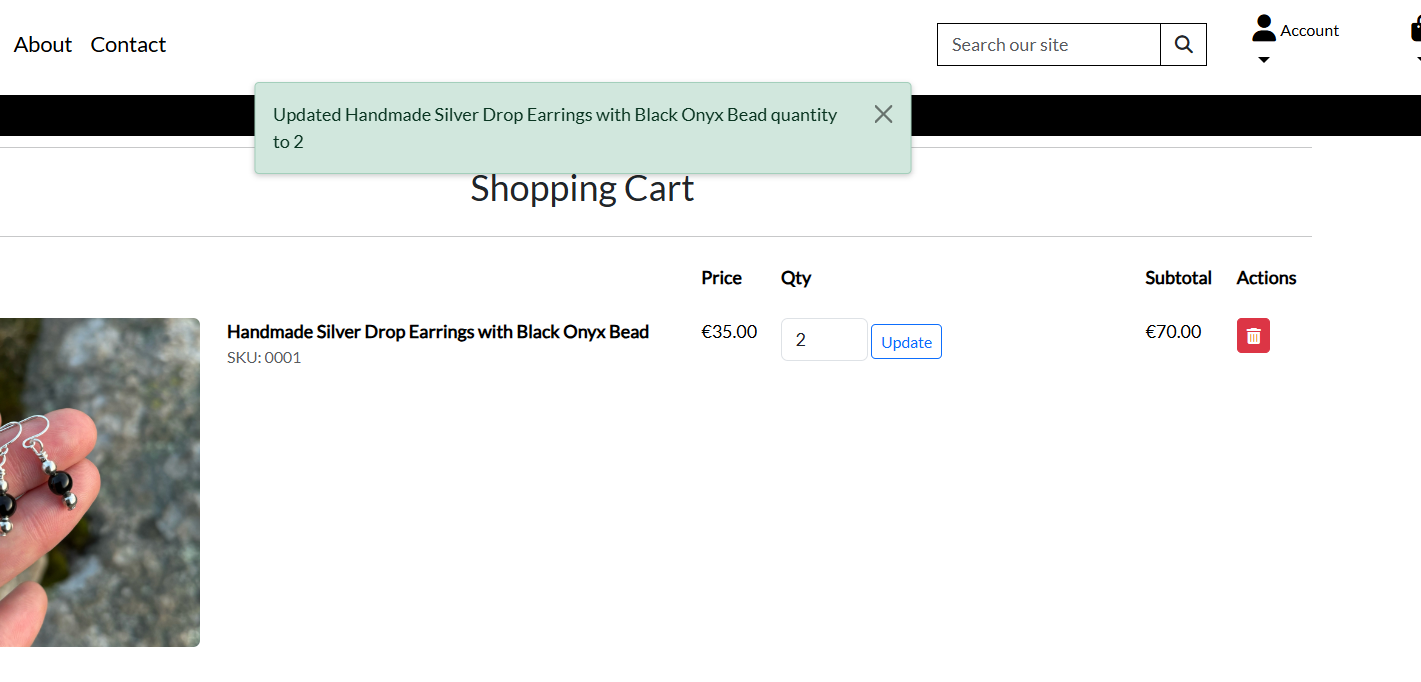 About Contact
Search our site
Account
Updated Handmade Silver Drop Earrings with Black Onyx Bead quantity
to 2
Shopping Cart
Price Qty Subtotal Actions
Handmade Silver Drop Earrings with Black Onyx Bead €35.00 2 Update €70.00
SKU: 0001